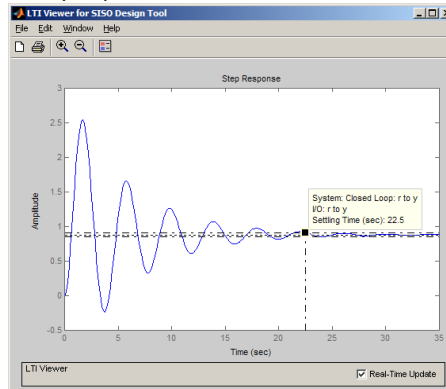 LTI Viewer for SISO Design Tool
File Edit Window Help
Step Response
3
2.5
2
1.5
1
0.5
0
-0.5
Amplitude
System: Closed Loop: r to y
I/O: r to y
Settling Time (sec): 22.5
0 5 10 15 20 25 30 35
Time (sec)
LTI Viewer
Real-Time Update